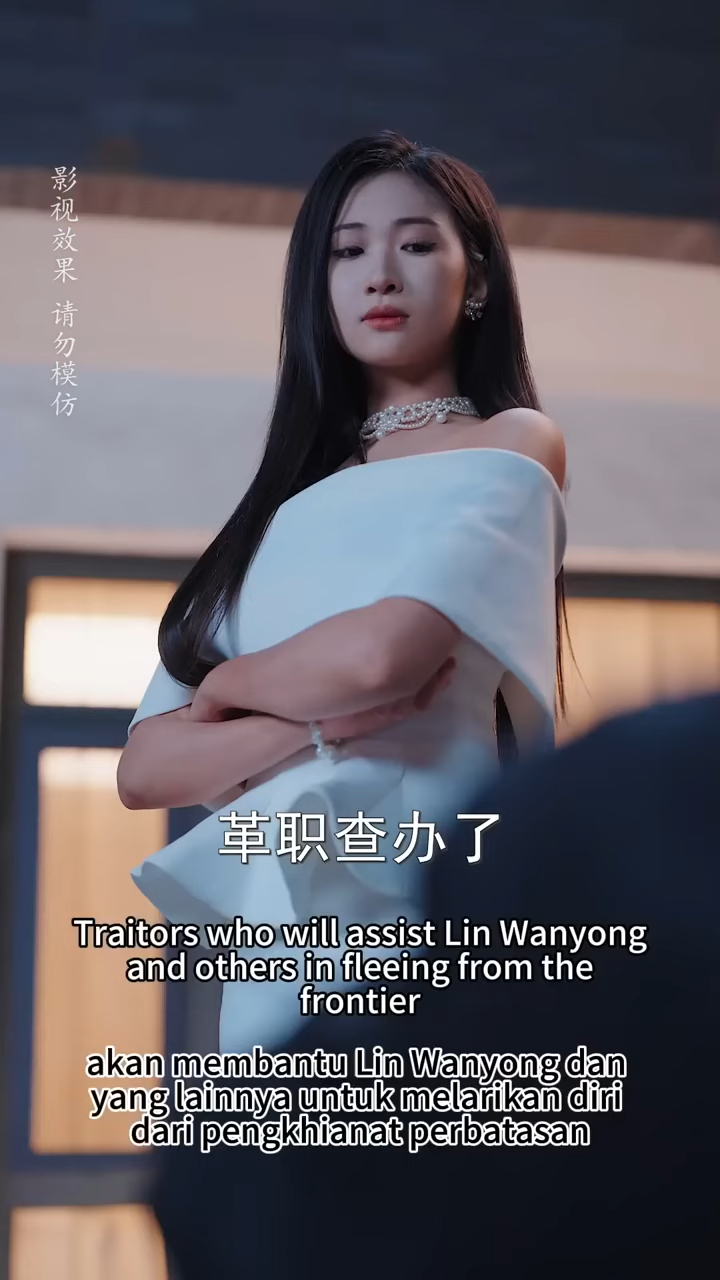 影视效果 请勿模仿
革职查办了
Traitors who will assist Lin Wanyong
and others in fleeing from the
frontier
akan membantu Lin Wanyong dan
yang lainnya untuk melarikan diri
dari pengkhianat perbatasan